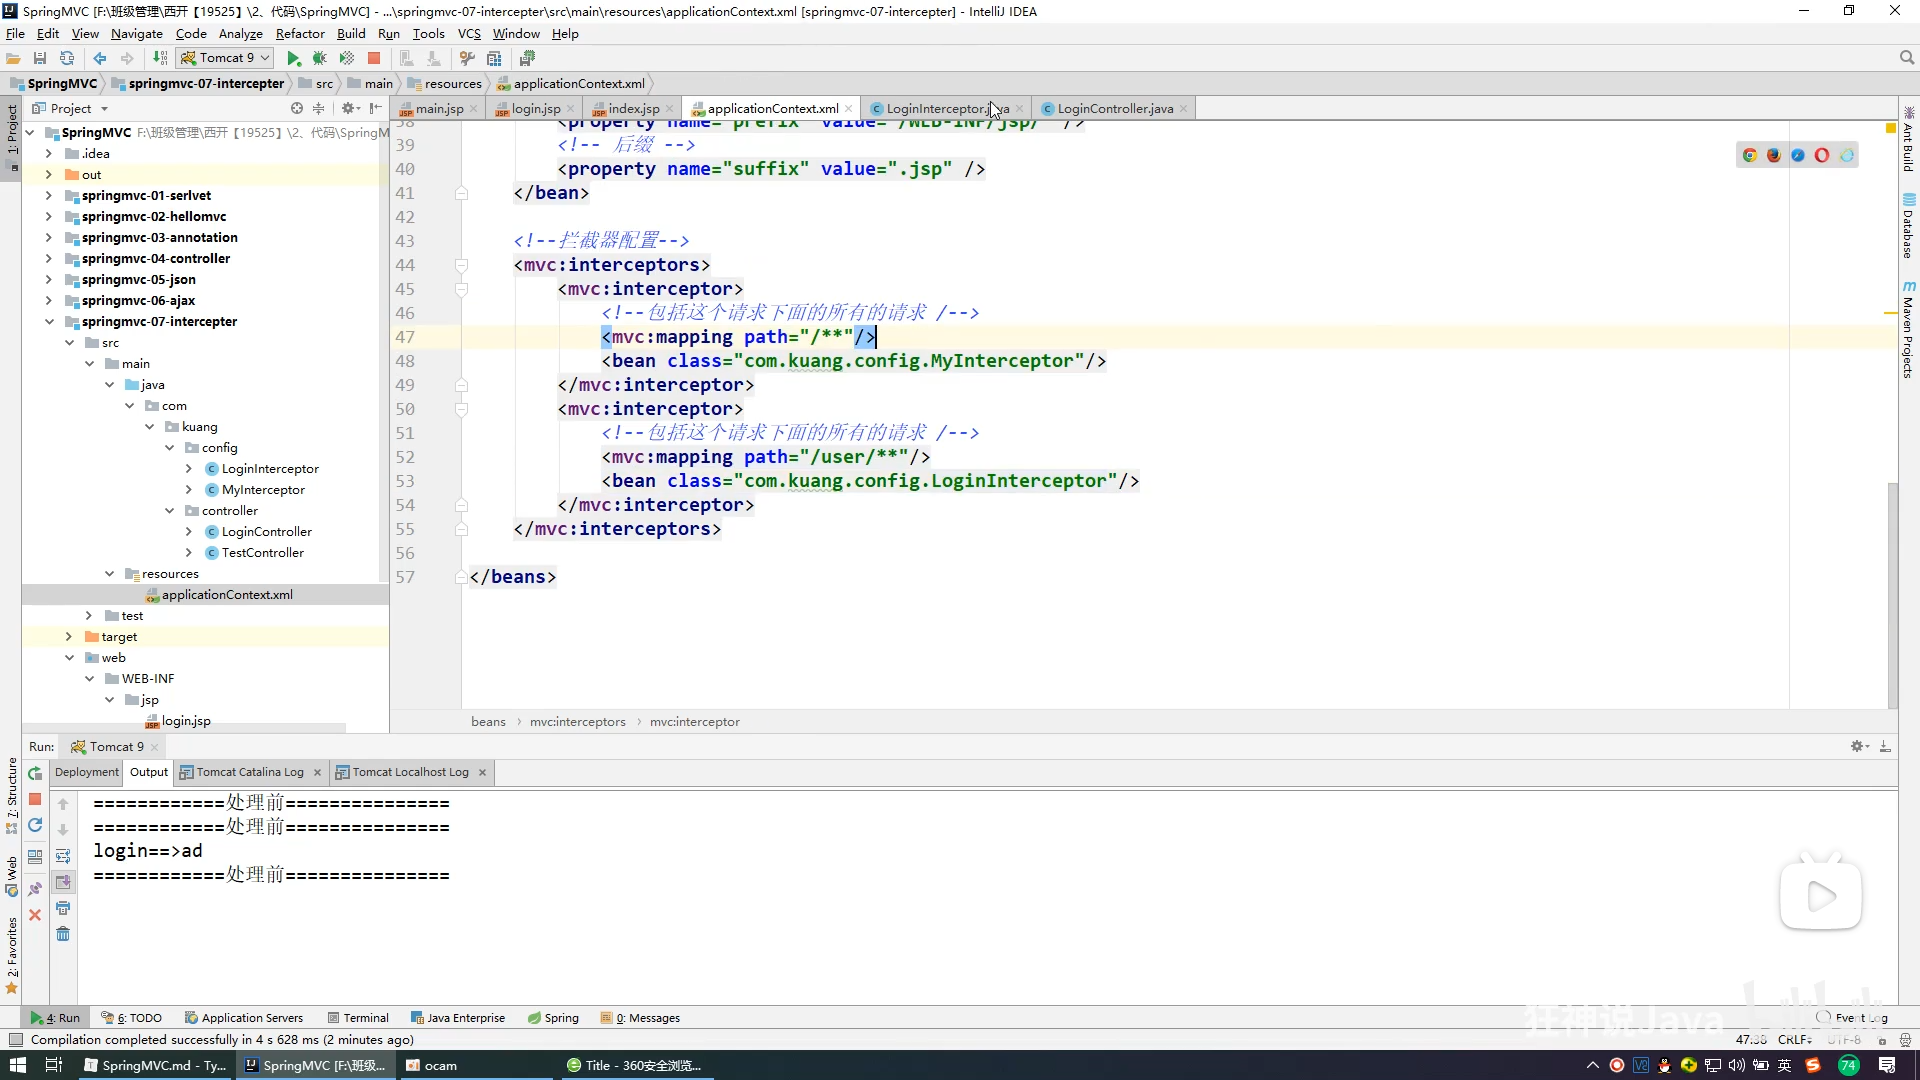 SpringMVC [F:\班级管理\西开【19525】\2、代码\SpringMVC] - ...\springmvc-07-intercepter\src\main\resources\applicationContext.xml [springmvc-07-intercepter] - IntelliJ IDEA
File Edit View Navigate Code Analyze Refactor Build Run Tools VCS Window Help
Tomcat 9
SpringMVC springmvc-07-intercepter src main resources applicationContext.xml
Project
main.jsp login.jsp index.jsp applicationContext.xml LoginInterceptor.java LoginController.java
1: Project
SpringMVC F:\班级管理\西开【19525】\2、代码\SpringM
.idea
out
springmvc-01-serlvet
springmvc-02-hellomvc
springmvc-03-annotation
springmvc-04-controller
springmvc-05-json
springmvc-06-ajax
springmvc-07-intercepter
src
main
java
com
kuang
config
LoginInterceptor
MyInterceptor
controller
LoginController
TestController
resources
applicationContext.xml
test
target
web
WEB-INF
jsp
login.jsp
38 <property name="prefix" value="/WEB-INF/jsp/" />
39 <!-- 后缀 -->
40 <property name="suffix" value=".jsp" />
41 </bean>
42
43 <!--拦截器配置-->
44 <mvc:interceptors>
45 <mvc:interceptor>
46 <!--包括这个请求下面的所有的请求 /-->
47 <mvc:mapping path="/**"/>
48 <bean class="com.kuang.config.MyInterceptor"/>
49 </mvc:interceptor>
50 <mvc:interceptor>
51 <!--包括这个请求下面的所有的请求 /-->
52 <mvc:mapping path="/user/**"/>
53 <bean class="com.kuang.config.LoginInterceptor"/>
54 </mvc:interceptor>
55 </mvc:interceptors>
56
57 </beans>
beans › mvc:interceptors › mvc:interceptor
Ant Build
Database
Maven Projects
Run: Tomcat 9
Deployment Output Tomcat Catalina Log Tomcat Localhost Log
7: Structure
Web
2: Favorites
============处理前===============
============处理前===============
login==>ad
============处理前===============
狂神说Java bilibili
4: Run 6: TODO Application Servers Terminal Java Enterprise Spring 0: Messages Event Log
Compilation completed successfully in 4 s 628 ms (2 minutes ago) 47:38 CRLF UTF-8
SpringMVC.md - Ty... SpringMVC [F:\班级... ocam Title - 360安全浏览... 英 74